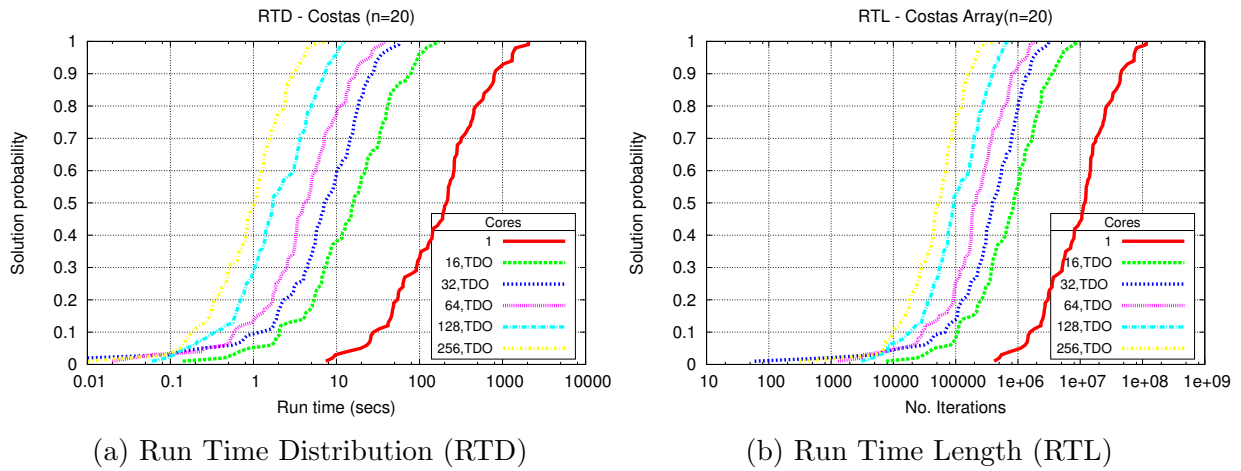 RTD - Costas (n=20)
Solution probability
1
0.9
0.8
0.7
0.6
0.5
0.4
0.3
0.2
0.1
0
0.01 0.1 1 10 100 1000 10000
Run time (secs)
Cores
1
16,TDO
32,TDO
64,TDO
128,TDO
256,TDO
(a) Run Time Distribution (RTD)
RTL - Costas Array(n=20)
Solution probability
1
0.9
0.8
0.7
0.6
0.5
0.4
0.3
0.2
0.1
0
10 100 1000 10000 100000 1e+06 1e+07 1e+08 1e+09
No. Iterations
Cores
1
16,TDO
32,TDO
64,TDO
128,TDO
256,TDO
(b) Run Time Length (RTL)